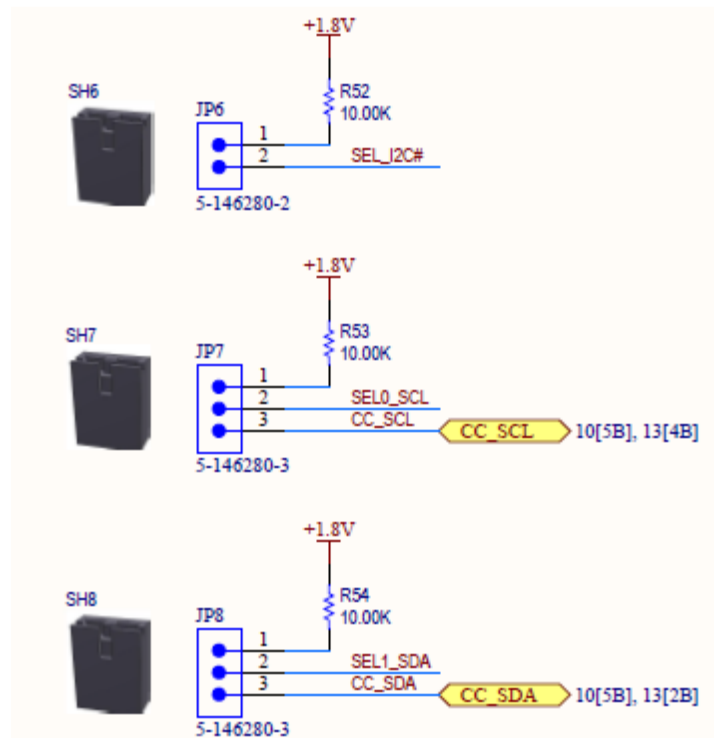 +1.8V
SH6
R52
10.00K
JP6
1
2
SEL_I2C#
5-146280-2
+1.8V
SH7
R53
10.00K
JP7
1
2
SEL0_SCL
3
CC_SCL
CC_SCL
10[5B], 13[4B]
5-146280-3
+1.8V
SH8
R54
10.00K
JP8
1
2
SEL1_SDA
3
CC_SDA
CC_SDA
10[5B], 13[2B]
5-146280-3